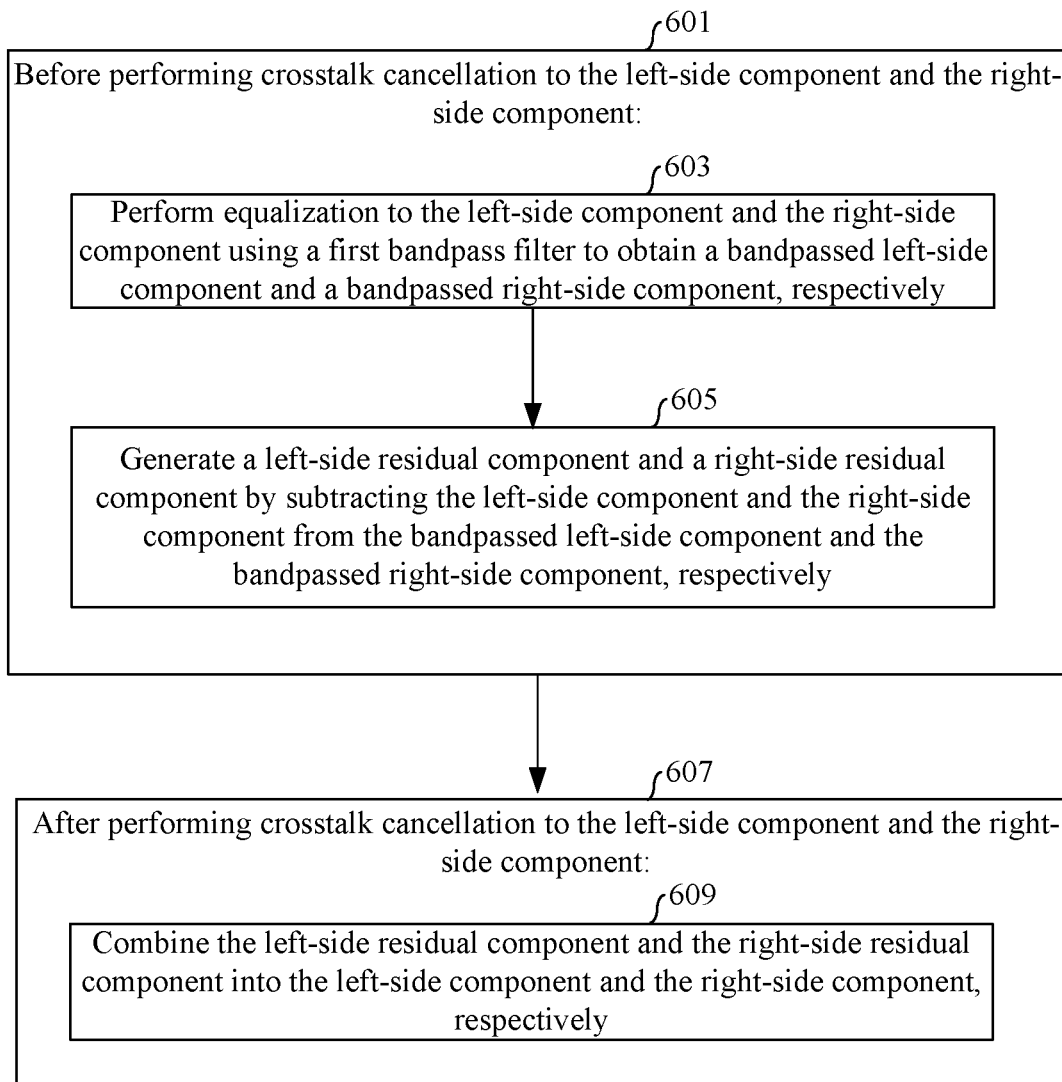 601
Before performing crosstalk cancellation to the left-side component and the right-
side component:
603
Perform equalization to the left-side component and the right-side
component using a first bandpass filter to obtain a bandpassed left-side
component and a bandpassed right-side component, respectively
605
Generate a left-side residual component and a right-side residual
component by subtracting the left-side component and the right-side
component from the bandpassed left-side component and the
bandpassed right-side component, respectively
607
After performing crosstalk cancellation to the left-side component and the right-
side component:
609
Combine the left-side residual component and the right-side residual
component into the left-side component and the right-side component,
respectively